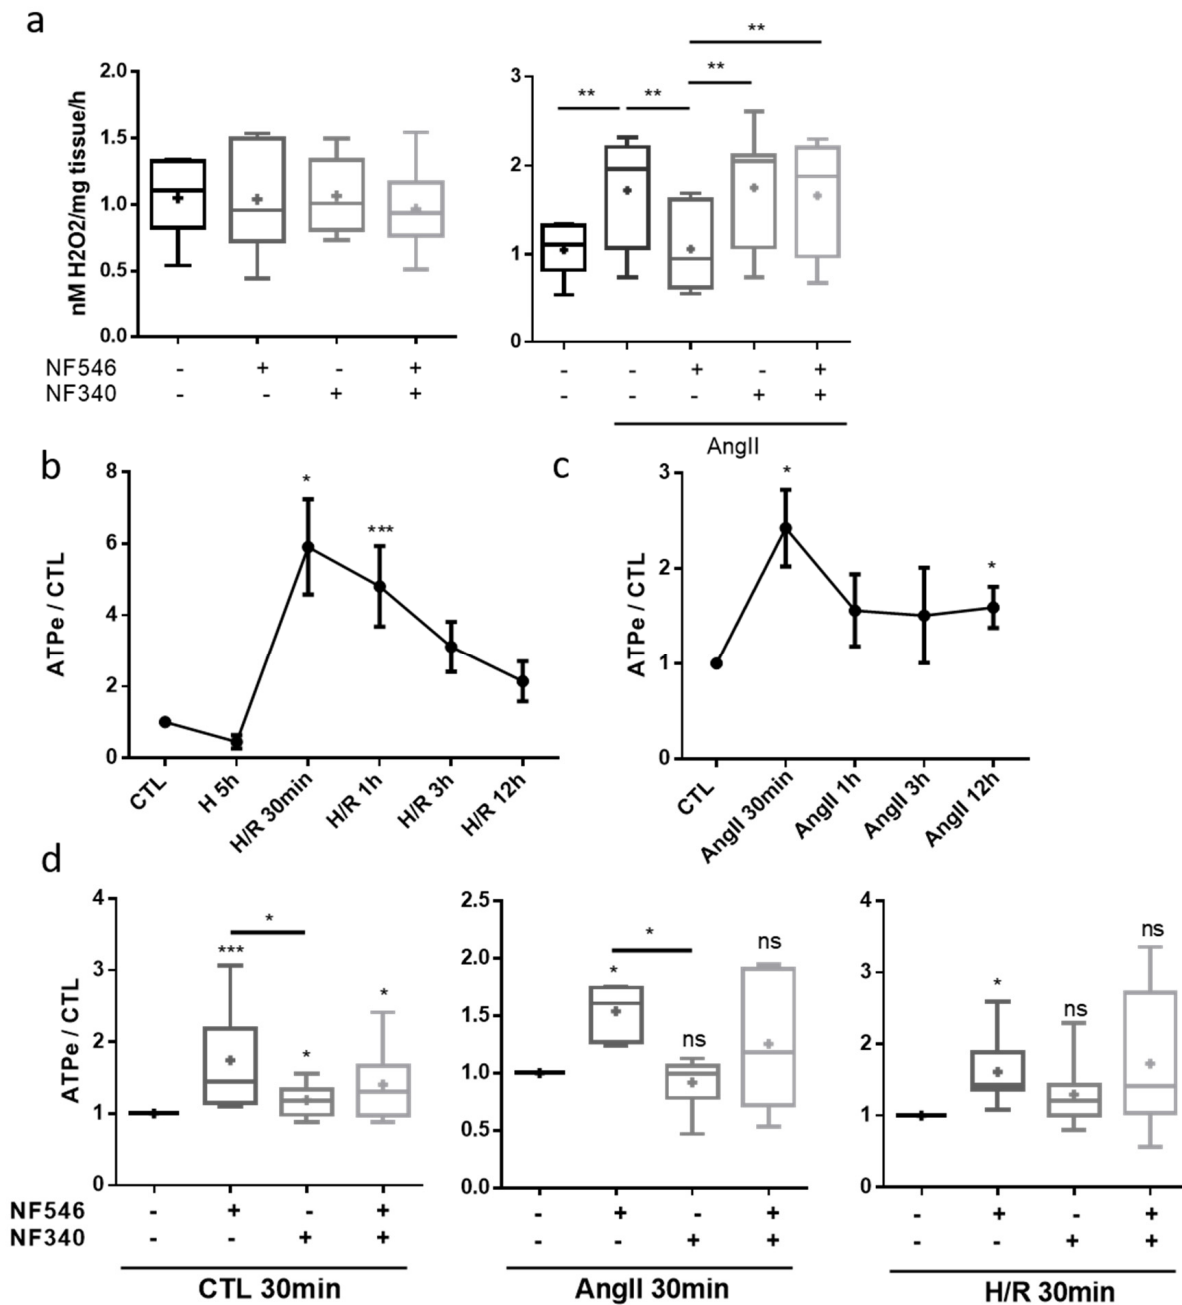 a
nM H2O2/mg tissue/h
2.0
1.5
1.0
0.5
0.0
NF546 - + - +
NF340 - - + +
3
2
1
0
** ** ** **
- - + - +
- - - + +
AngII
b
ATPe / CTL
8
6
4
2
0
* ***
CTL H 5h H/R 30min H/R 1h H/R 3h H/R 12h
c
ATPe / CTL
3
2
1
0
* *
CTL AngII 30min AngII 1h AngII 3h AngII 12h
d
ATPe / CTL
4
3
2
1
0
*** * * *
NF546 - + - +
NF340 - - + +
CTL 30min
2.5
2.0
1.5
1.0
0.5
0.0
* * ns ns
- + - +
- - + +
AngII 30min
4
3
2
1
0
* ns ns
- + - +
- - + +
H/R 30min